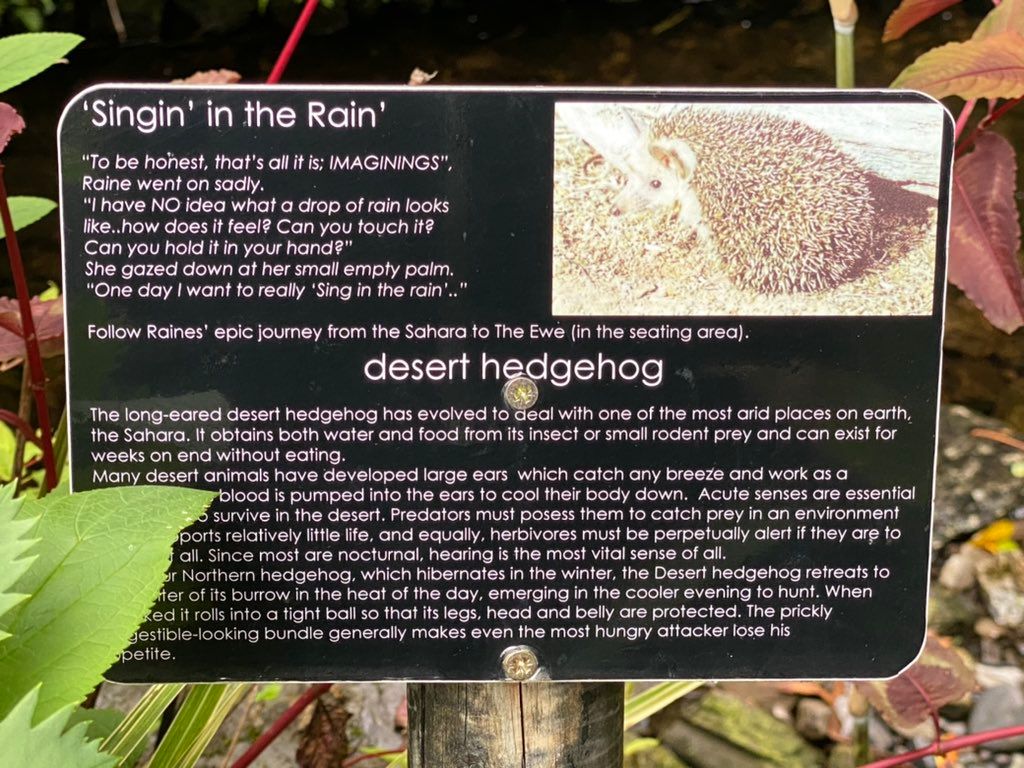 ‘Singin’ in the Rain’
“To be honest, that’s all it is; IMAGININGS”,
Raine went on sadly.
“I have NO idea what a drop of rain looks
like..how does it feel? Can you touch it?
Can you hold it in your hand?”
She gazed down at her small empty palm.
“One day I want to really ‘Sing in the rain’..”
Follow Raines’ epic journey from the Sahara to The Ewe (in the seating area).
desert hedgehog
The long-eared desert hedgehog has evolved to deal with one of the most arid places on earth,
the Sahara. It obtains both water and food from its insect or small rodent prey and can exist for
weeks on end without eating.
Many desert animals have developed large ears which catch any breeze and work as a
blood is pumped into the ears to cool their body down. Acute senses are essential
survive in the desert. Predators must posess them to catch prey in an environment
relatively little life, and equally, herbivores must be perpetually alert if they are to
all. Since most are nocturnal, hearing is the most vital sense of all.
Northern hedgehog, which hibernates in the winter, the Desert hedgehog retreats to
of its burrow in the heat of the day, emerging in the cooler evening to hunt. When
it rolls into a tight ball so that its legs, head and belly are protected. The prickly
gestible-looking bundle generally makes even the most hungry attacker lose his
petite.